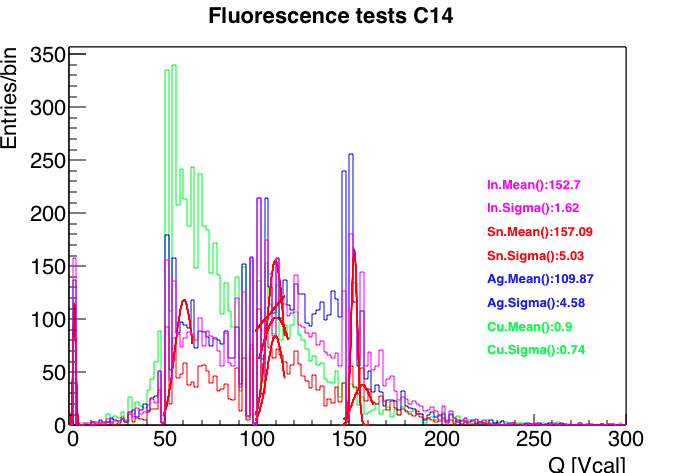 Fluorescence tests C14
Entries/bin
350
300
250
200
150
100
50
0
In.Mean():152.7
In.Sigma():1.62
Sn.Mean():157.09
Sn.Sigma():5.03
Ag.Mean():109.87
Ag.Sigma():4.58
Cu.Mean():0.9
Cu.Sigma():0.74
0 50 100 150 200 250 300
Q [Vcal]